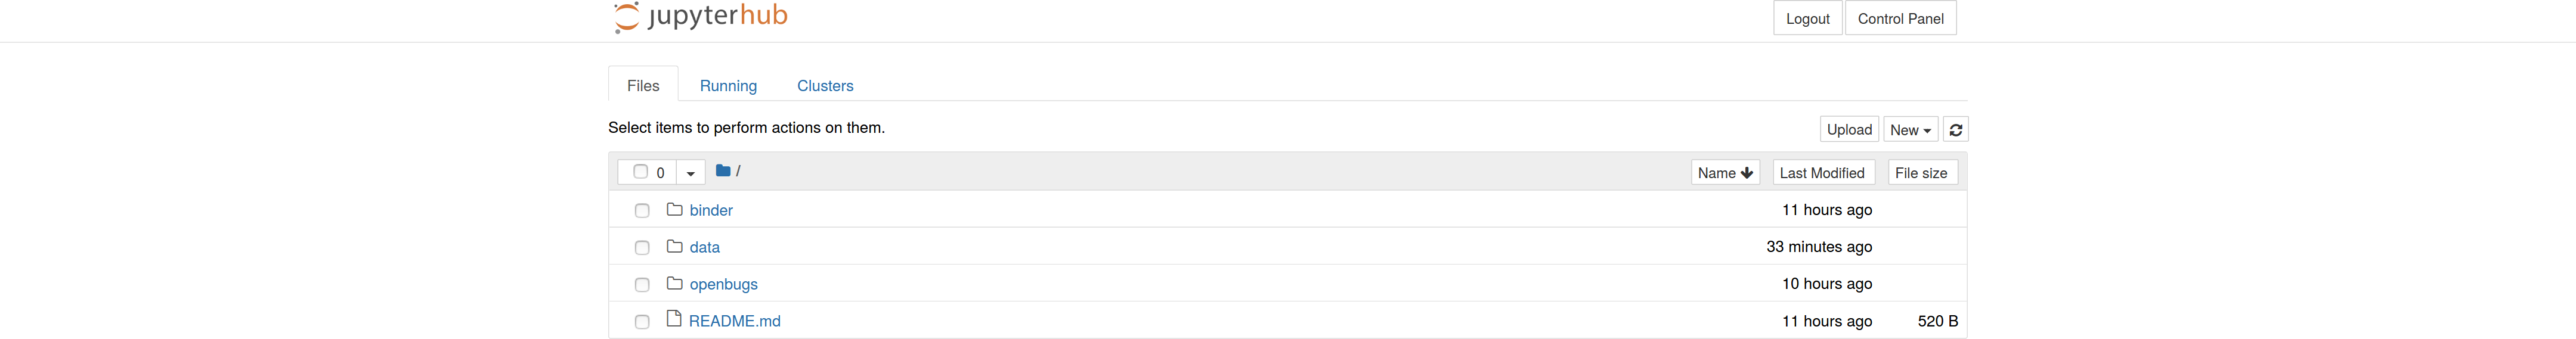 jupyterhub Logout Control Panel
Files Running Clusters
Select items to perform actions on them. Upload New
0 / Name Last Modified File size
binder 11 hours ago
data 33 minutes ago
openbugs 10 hours ago
README.md 11 hours ago 520 B